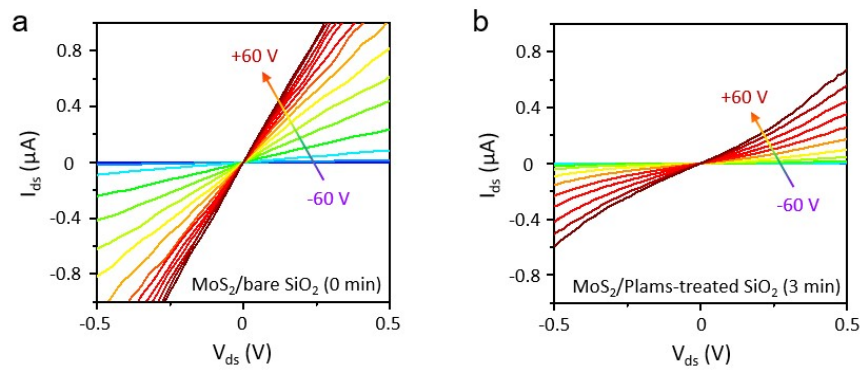 a
0.8
0.4
0
-0.4
-0.8
I_ds (μA)
+60 V
-60 V
MoS₂/bare SiO₂ (0 min)
-0.5
0
0.5
V_ds (V)
b
0.8
0.4
0
-0.4
-0.8
I_ds (μA)
+60 V
-60 V
MoS₂/Plams-treated SiO₂ (3 min)
-0.5
0
0.5
V_ds (V)